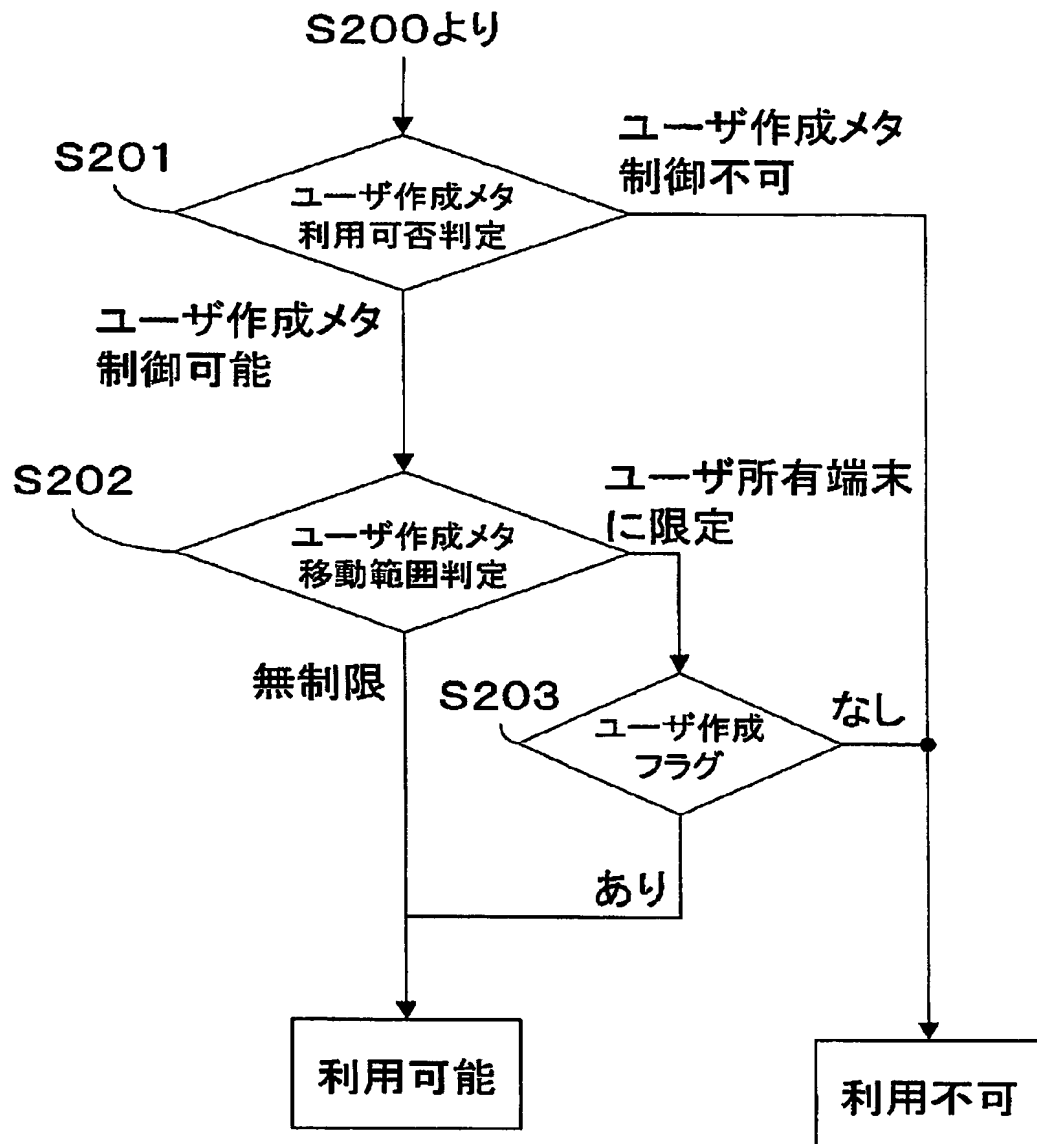 S200より
S201
ユーザ作成メタ
利用可否判定
ユーザ作成メタ
制御不可
ユーザ作成メタ
制御可能
S202
ユーザ作成メタ
移動範囲判定
ユーザ所有端末
に限定
無制限
S203
ユーザ作成
フラグ
なし
あり
利用可能
利用不可